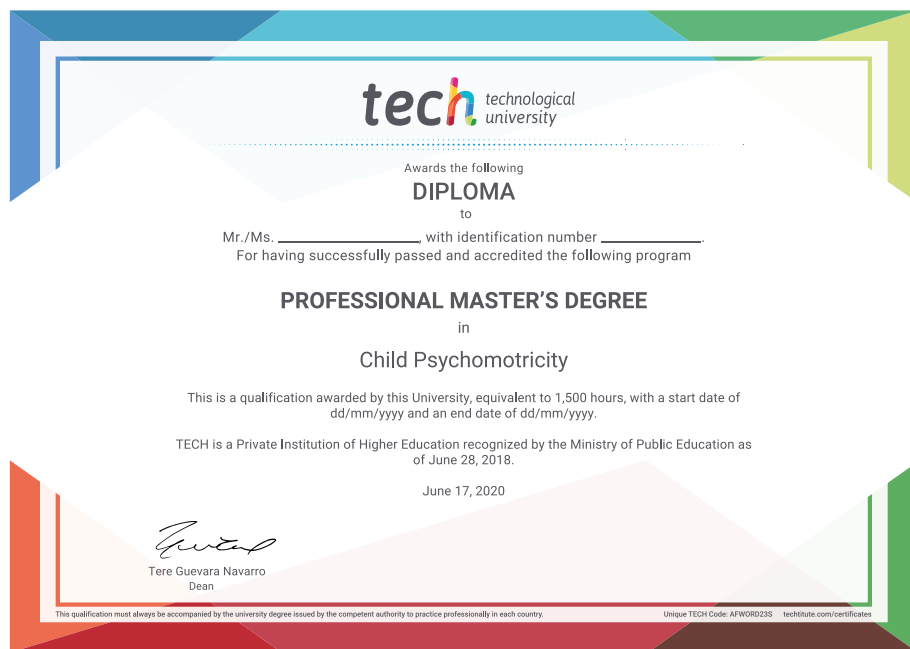 tech technological
university
Awards the following
DIPLOMA
to
Mr./Ms. ____________________, with identification number ______________.
For having successfully passed and accredited the following program
PROFESSIONAL MASTER’S DEGREE
in
Child Psychomotricity
This is a qualification awarded by this University, equivalent to 1,500 hours, with a start date of
dd/mm/yyyy and an end date of dd/mm/yyyy.
TECH is a Private Institution of Higher Education recognized by the Ministry of Public Education as
of June 28, 2018.
June 17, 2020
Tere Guevara Navarro
Dean
This qualification must always be accompanied by the university degree issued by the competent authority to practice professionally in each country. Unique TECH Code: AFWORD23S techtitute.com/certificates